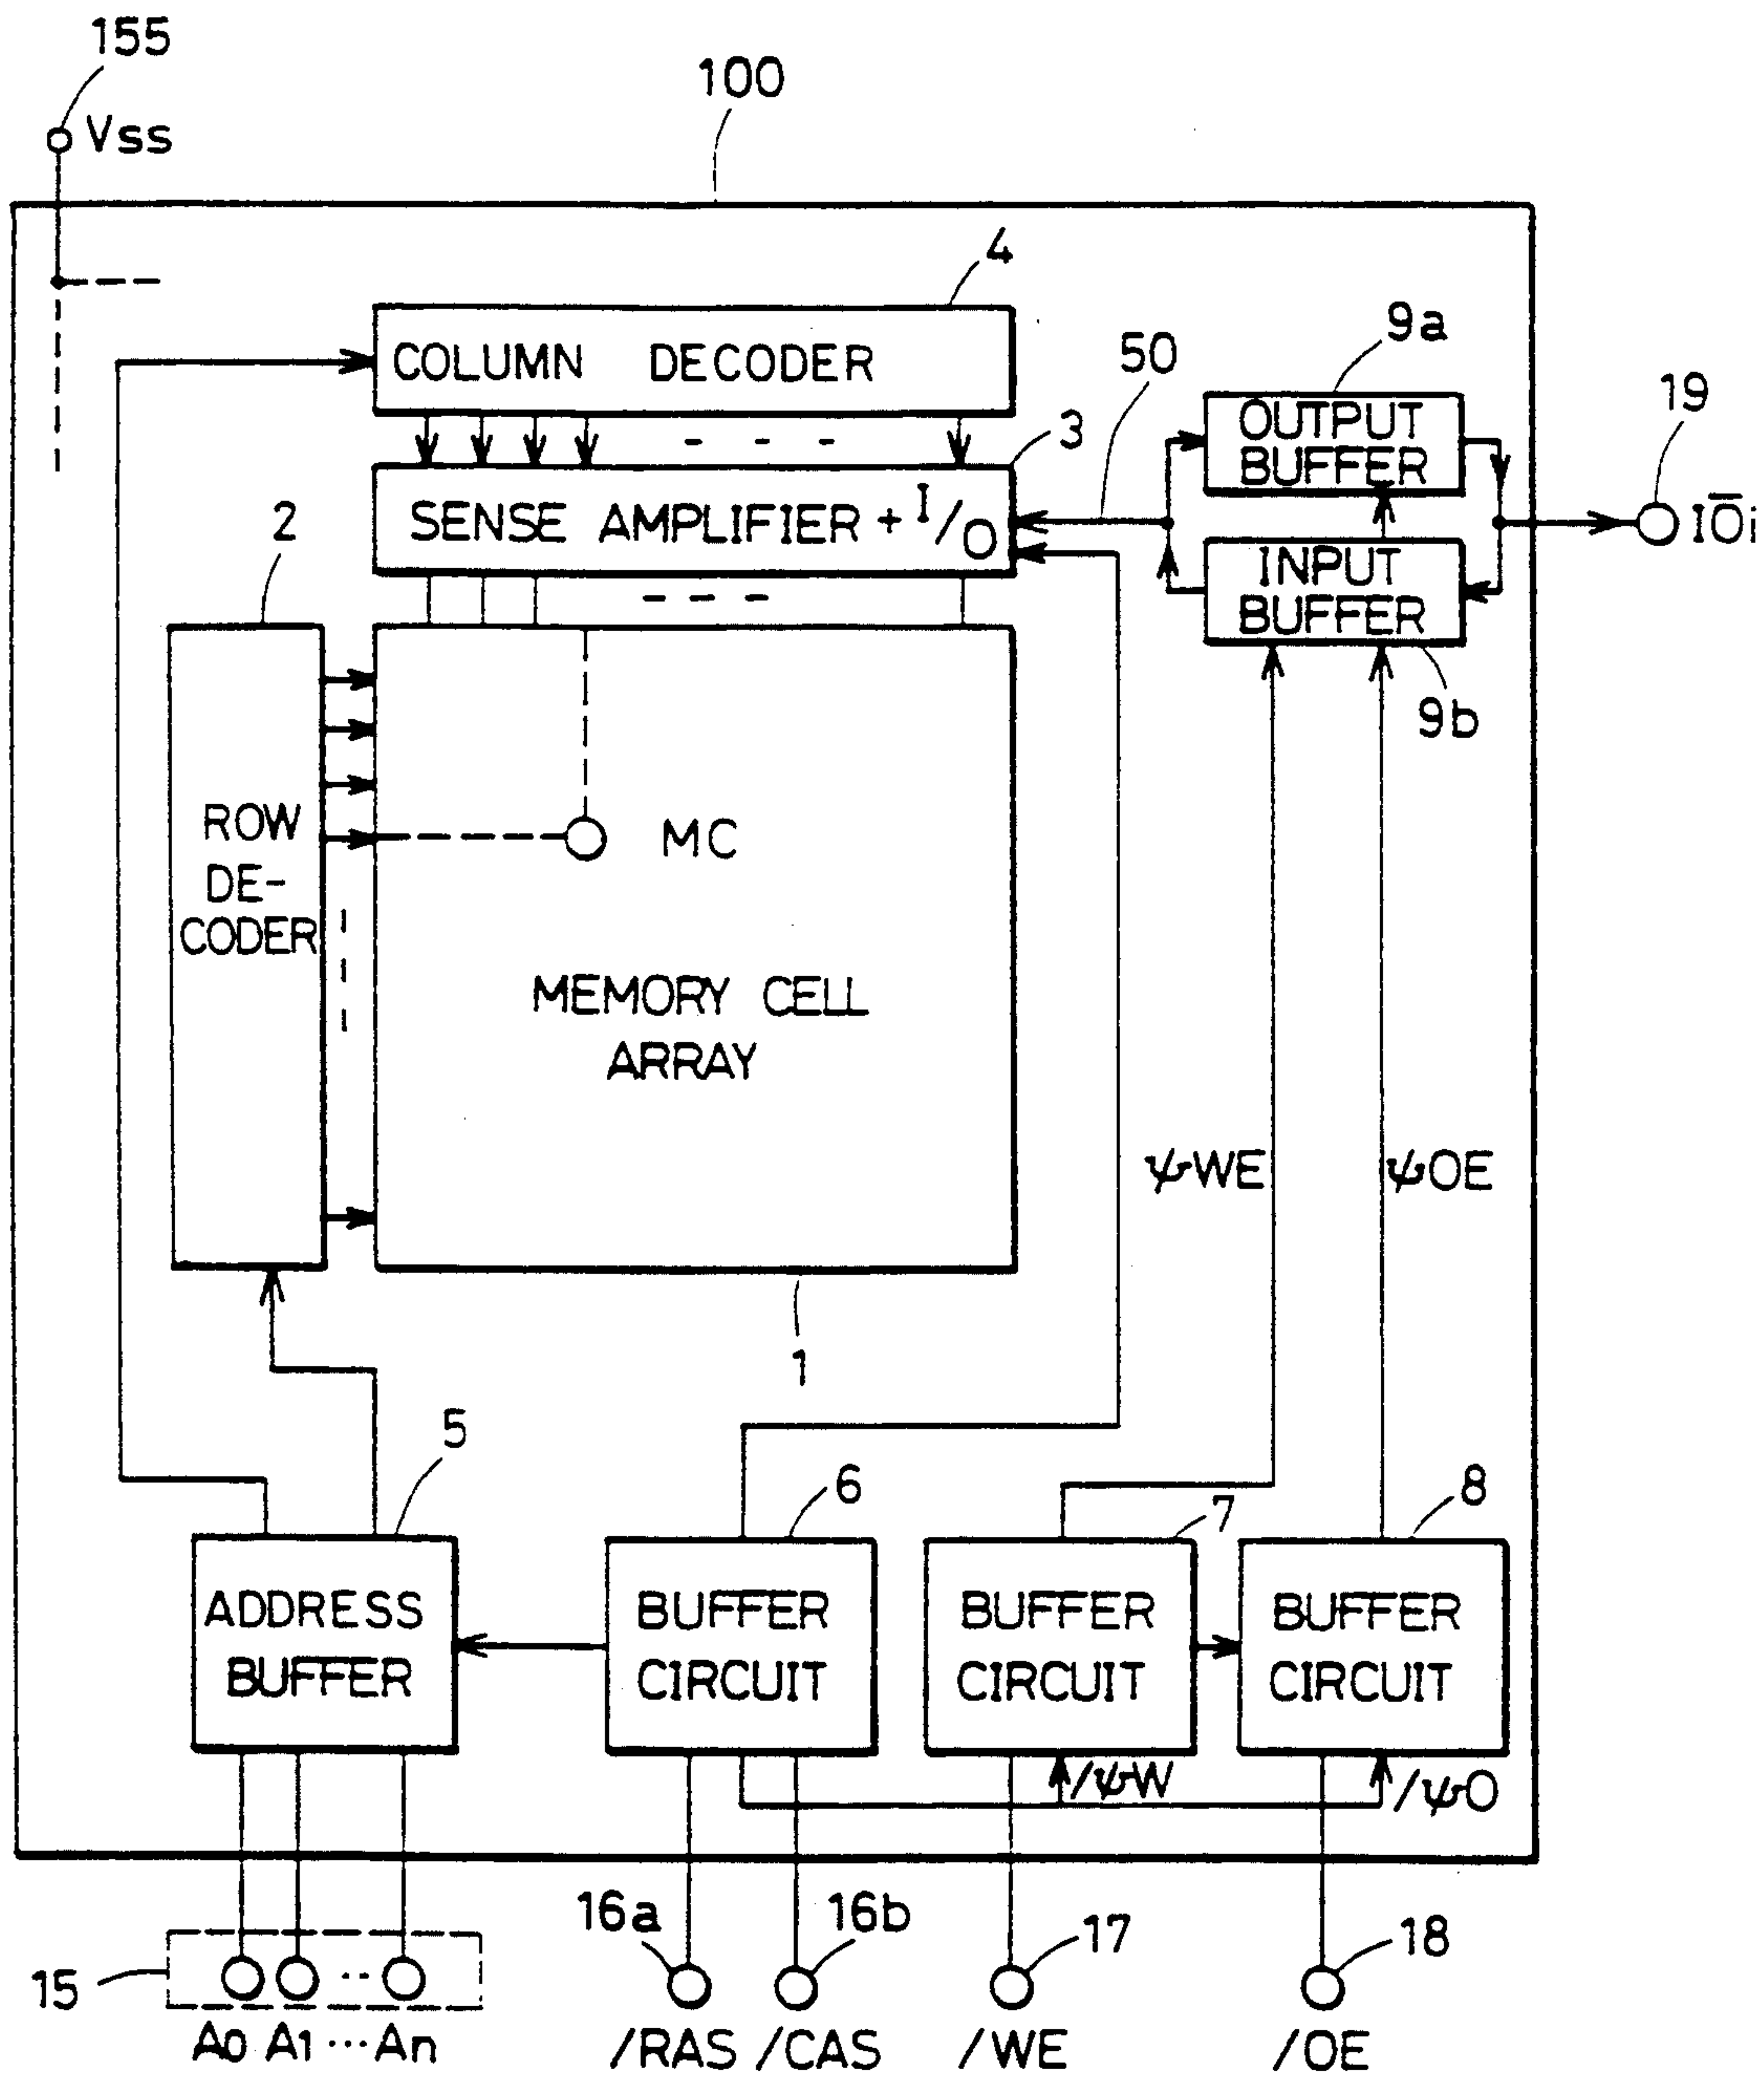 155
Vss
100
4
COLUMN DECODER
9a
50
19
OUTPUT
BUFFER
3
SENSE AMPLIFIER + I/O
IO̅i
INPUT
BUFFER
2
9b
ROW
DE-
CODER
MC
MEMORY CELL
ARRAY
ψWE
ψOE
1
5
6
7
8
ADDRESS
BUFFER
BUFFER
CIRCUIT
BUFFER
CIRCUIT
BUFFER
CIRCUIT
/ψW
/ψO
16a
16b
17
18
15
A0 A1 ··· An
/RAS
/CAS
/WE
/OE